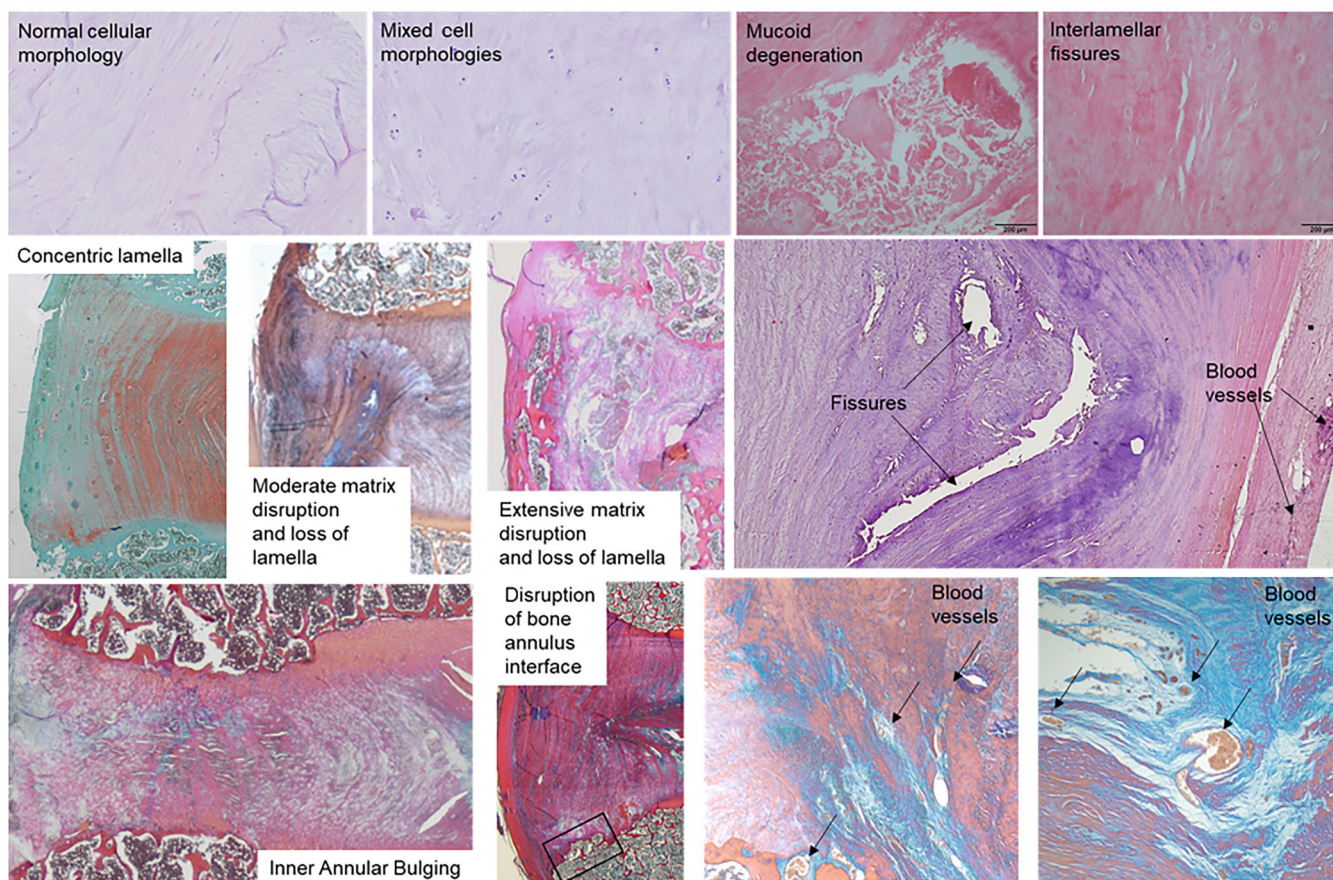 Normal cellular
morphology
Mixed cell
morphologies
Mucoid
degeneration
200 µm
Interlamellar
fissures
200 µm
Concentric lamella
Moderate matrix
disruption
and loss of
lamella
Extensive matrix
disruption
and loss of lamella
Fissures
Blood
vessels
Inner Annular Bulging
Disruption
of bone
annulus
interface
Blood
vessels
Blood
vessels